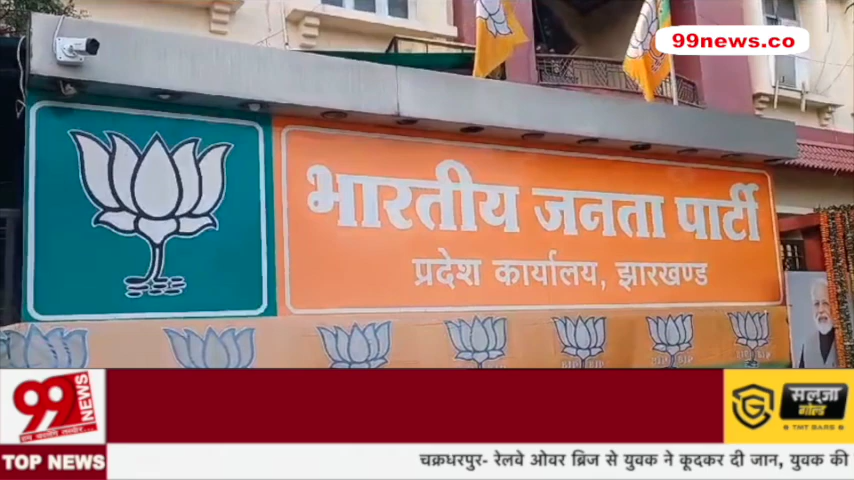 99news.co
भारतीय जनता पार्टी
प्रदेश कार्यालय, झारखण्ड
99 NEWS
सलूजा
गोल्ड
TMT BARS
TOP NEWS
चक्रधरपुर- रेलवे ओवर ब्रिज से युवक ने कूदकर दी जान, युवक की